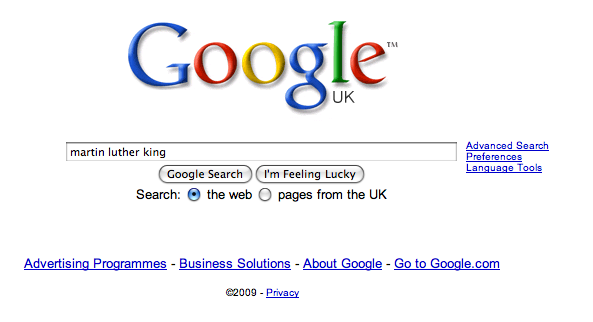 Google™
UK
martin luther king
Advanced Search
Preferences
Language Tools
Google Search I'm Feeling Lucky
Search: the web pages from the UK
Advertising Programmes - Business Solutions - About Google - Go to Google.com
©2009 - Privacy